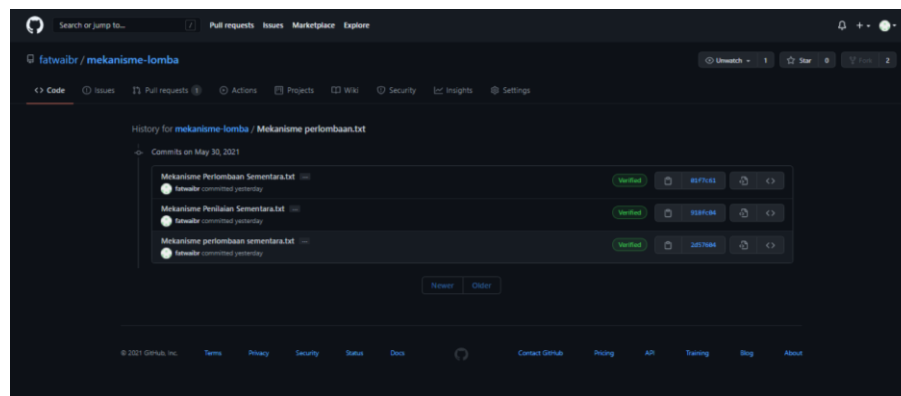 Search or jump to... /
Pull requests Issues Marketplace Explore
fatwaibr / mekanisme-lomba
Unwatch 1 Star 0 Fork 2
Code Issues Pull requests 1 Actions Projects Wiki Security Insights Settings
History for mekanisme-lomba / Mekanisme perlombaan.txt
Commits on May 30, 2021
Mekanisme Perlombaan Sementara.txt
fatwaibr committed yesterday
Verified
Mekanisme Penilaian Sementara.txt
fatwaibr committed yesterday
Verified
Mekanisme perlombaan sementara.txt
fatwaibr committed yesterday
Verified 2d57604
Newer Older
© 2021 GitHub, Inc. Terms Privacy Security Status Docs Contact GitHub Pricing API Training Blog About